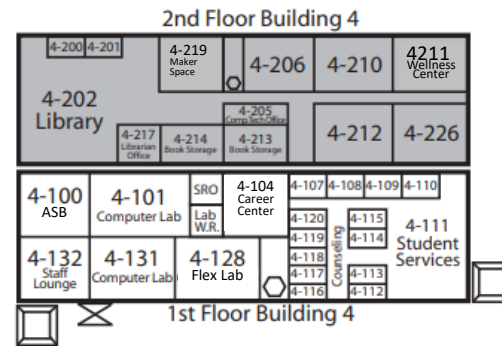 2nd Floor Building 4
4-200 4-201
4-219
Maker
Space
4-206
4-210
4211
Wellness
Center
4-202
Library
4-205
Comp.Tech Office
4-217
Librarian
Office
4-214
Book Storage
4-213
Book Storage
4-212
4-226
4-100
ASB
4-101
Computer Lab
SRO
Lab
W.R.
4-104
Career
Center
4-107 4-108 4-109 4-110
4-120
4-119
4-118
4-117
4-116
Counseling
4-115
4-114
4-113
4-112
4-111
Student
Services
4-132
Staff
Lounge
4-131
Computer Lab
4-128
Flex Lab
1st Floor Building 4